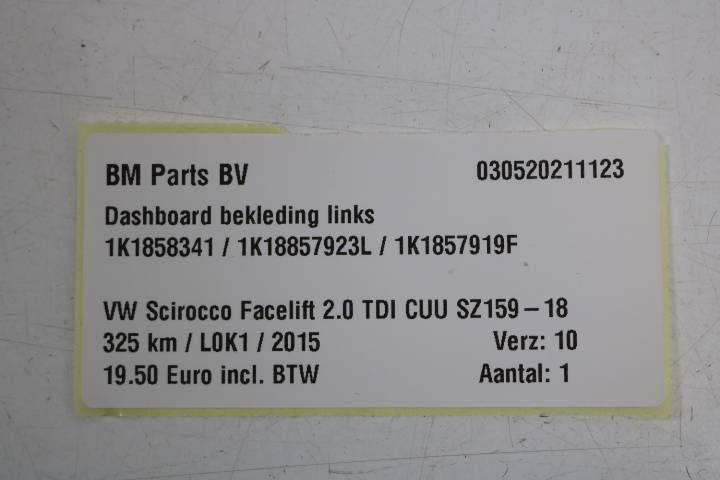 BM Parts BV 030520211123
Dashboard bekleding links
1K1858341 / 1K18857923L / 1K1857919F
VW Scirocco Facelift 2.0 TDI CUU SZ159 – 18
325 km / L0K1 / 2015 Verz: 10
19.50 Euro incl. BTW Aantal: 1